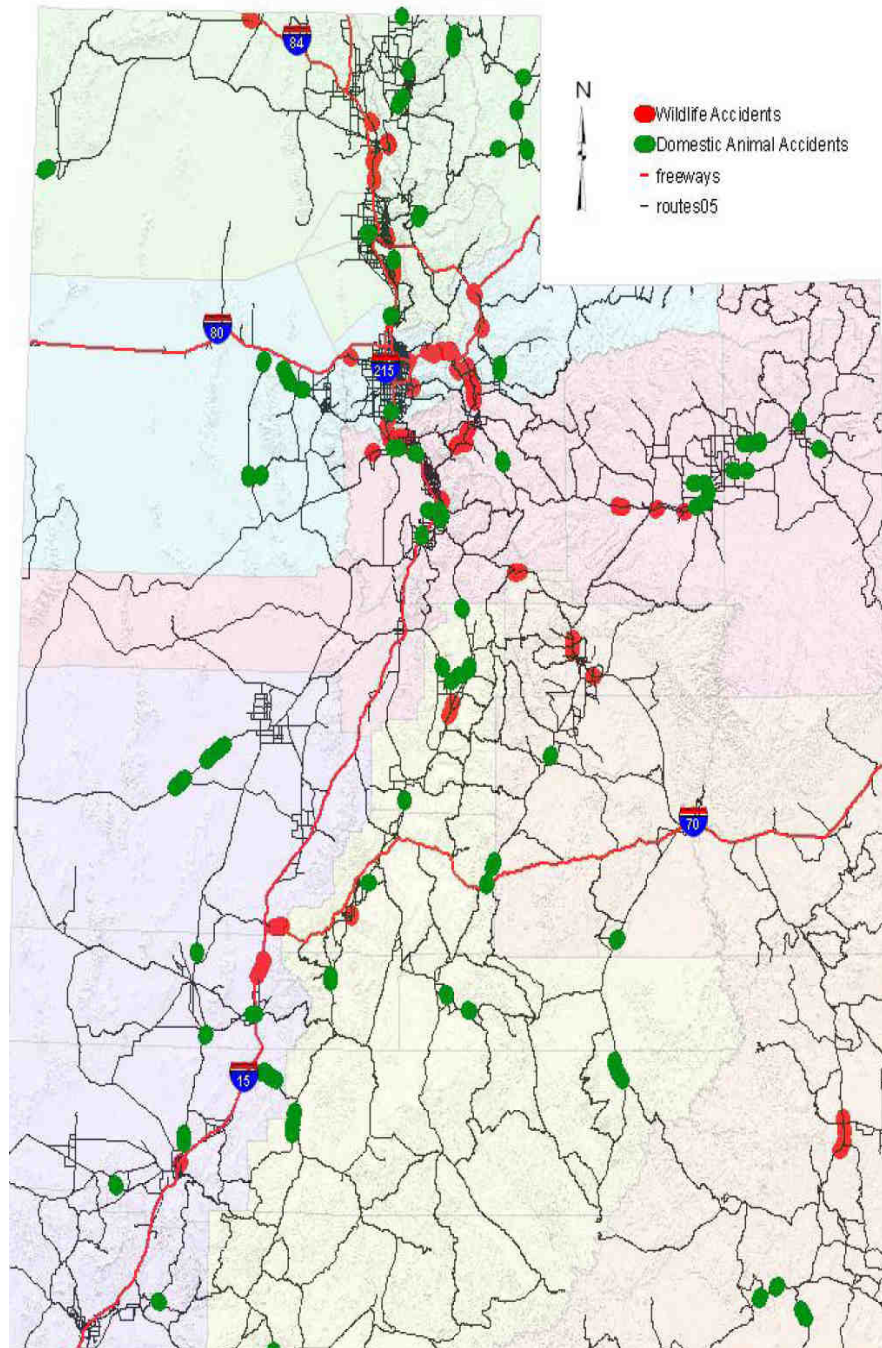 84
N
Wildlife Accidents
Domestic Animal Accidents
freeways
routes05
80
215
70
15